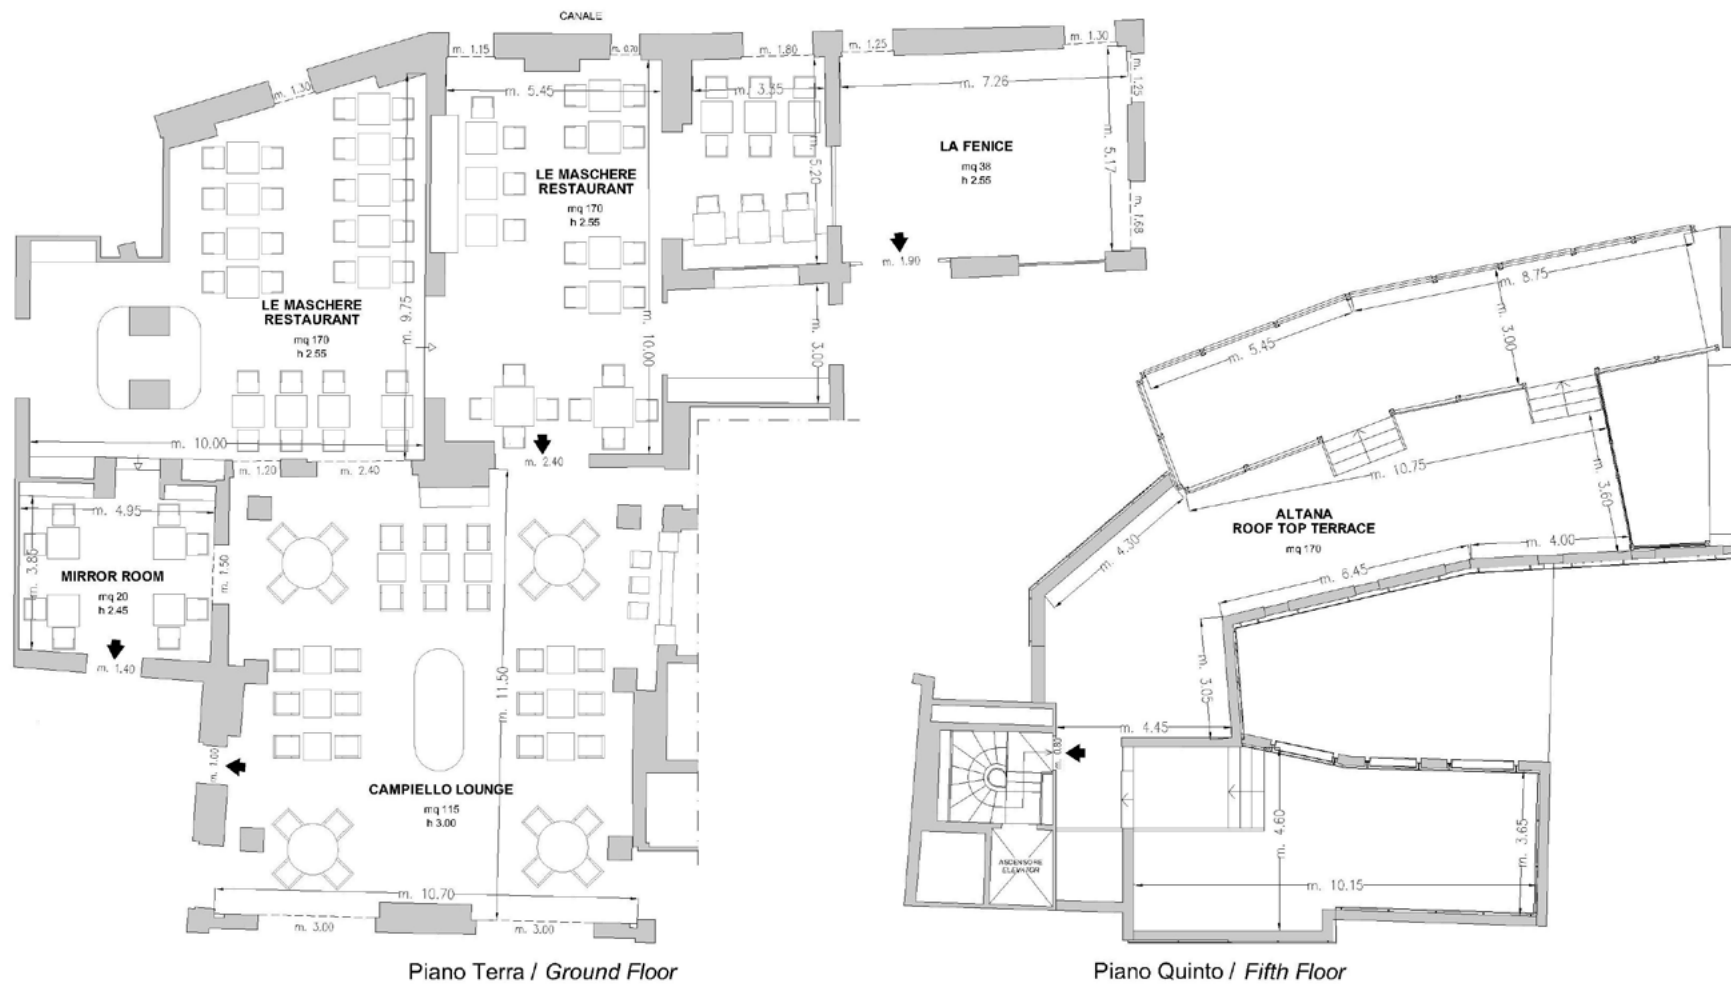 CANALE
m. 1.15
m. 0.70
m. 1.80
m. 1.25
m. 1.30
m. 1.30
m. 5.45
m. 3.35
m. 7.26
m. 1.25
LA FENICE
mq 38
h 2.55
m. 5.17
m. 1.68
m. 5.20
LE MASCHERE
RESTAURANT
mq 170
h 2.55
m. 1.90
LE MASCHERE
RESTAURANT
mq 170
h 2.55
m. 9.75
m. 10.00
m. 3.00
m. 10.00
m. 2.40
m. 1.20
m. 2.40
m. 4.95
m. 3.85
m. 1.50
MIRROR ROOM
mq 20
h 2.45
m. 1.40
m. 11.50
m. 1.00
CAMPIELLO LOUNGE
mq 115
h 3.00
m. 10.70
m. 3.00
m. 3.00
Piano Terra / Ground Floor
m. 8.75
m. 5.45
m. 3.00
m. 10.75
m. 3.60
ALTANA
ROOF TOP TERRACE
mq 170
m. 4.30
m. 4.00
m. 6.45
m. 3.05
m. 4.45
m. 0.80
m. 4.60
m. 3.65
ASCENSORE
ELEVATOR
m. 10.15
Piano Quinto / Fifth Floor